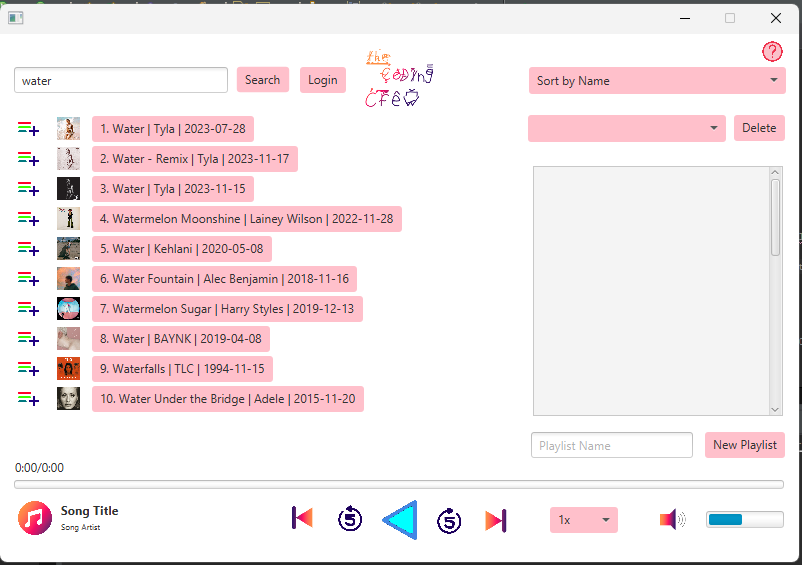 the
CODING
CREW
water
Search
Login
Sort by Name
Delete
1. Water | Tyla | 2023-07-28
2. Water - Remix | Tyla | 2023-11-17
3. Water | Tyla | 2023-11-15
4. Watermelon Moonshine | Lainey Wilson | 2022-11-28
5. Water | Kehlani | 2020-05-08
6. Water Fountain | Alec Benjamin | 2018-11-16
7. Watermelon Sugar | Harry Styles | 2019-12-13
8. Water | BAYNK | 2019-04-08
9. Waterfalls | TLC | 1994-11-15
10. Water Under the Bridge | Adele | 2015-11-20
Playlist Name
New Playlist
0:00/0:00
Song Title
Song Artist
5
5
1x